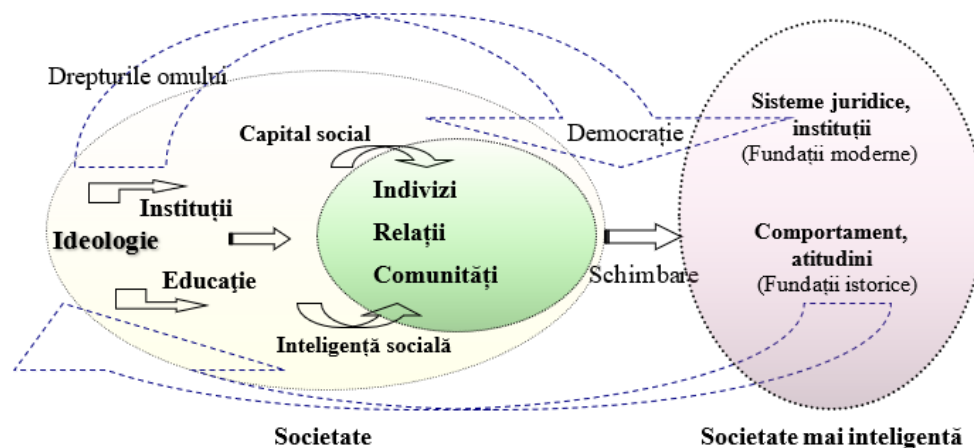 Drepturile omului
Capital social
Democrație
Sisteme juridice,
instituții
(Fundații moderne)
Indivizi
Instituții
Relații
Ideologie
Comportament,
atitudini
(Fundații istorice)
Comunități
Schimbare
Educaţie
Inteligență socială
Societate
Societate mai inteligentă